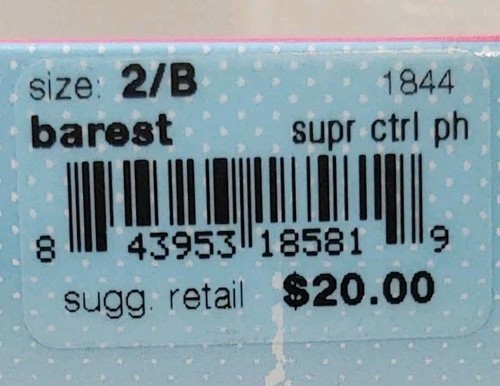 size: 2/B 1844
barest supr ctrl ph
8 43953 18581 9
sugg. retail $20.00